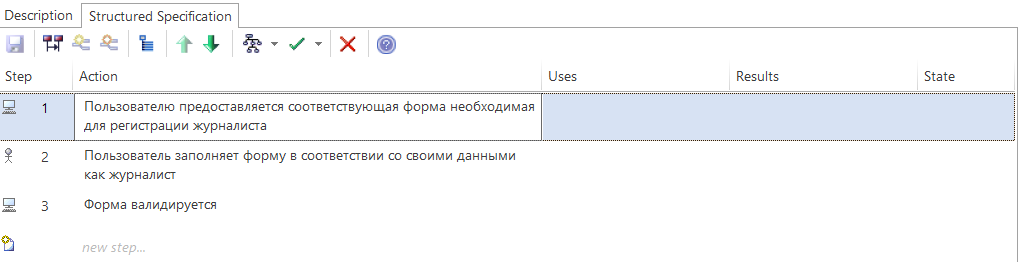 Description Structured Specification
Step Action Uses Results State
1 Пользователю предоставляется соответствующая форма необходимая
для регистрации журналиста
2 Пользователь заполняет форму в соответствии со своими данными
как журналист
3 Форма валидируется
new step...